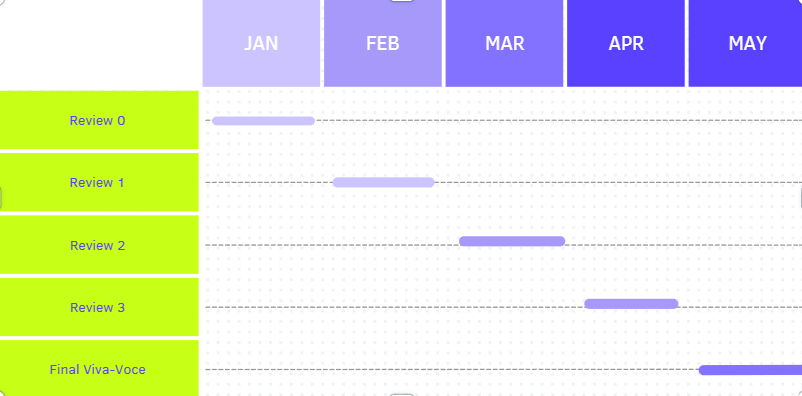 JAN FEB MAR APR MAY
Review 0
Review 1
Review 2
Review 3
Final Viva-Voce